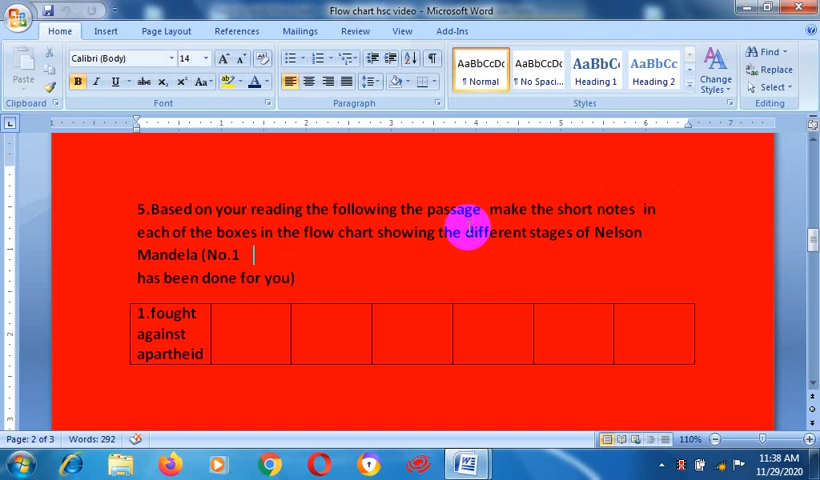 Flow chart hsc video - Microsoft Word
Home Insert Page Layout References Mailings Review View Add-Ins
Calibri (Body) 14
AaBbCcDc AaBbCcDc AaBbC AaBbCc
Paste
¶ Normal ¶ No Spaci... Heading 1 Heading 2
Change Styles
Find
Replace
Select
Clipboard Font Paragraph Styles Editing
5.Based on your reading the following the passage make the short notes in
each of the boxes in the flow chart showing the different stages of Nelson
Mandela (No.1
has been done for you)
1.fought
against
apartheid
Page: 2 of 3 Words: 292 110%
11:38 AM
11/29/2020